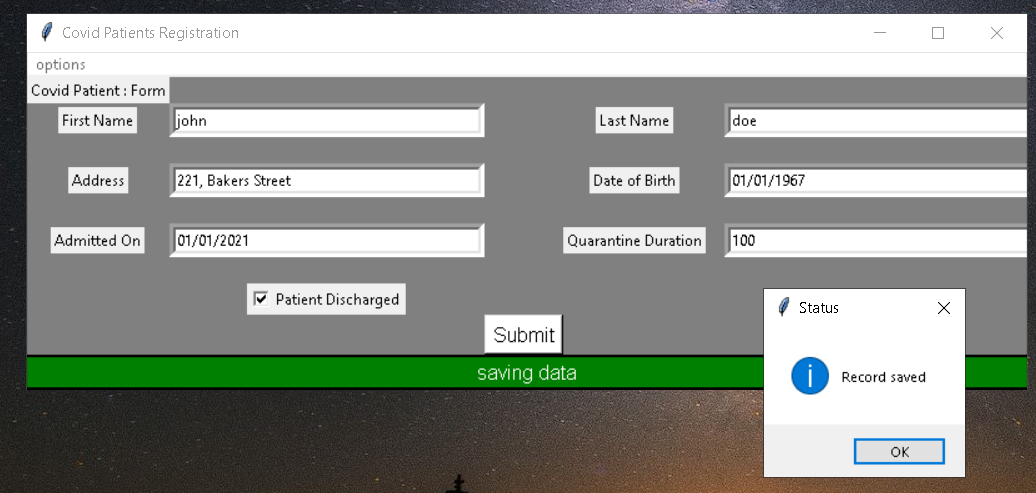 Covid Patients Registration
options
Covid Patient : Form
First Name john Last Name doe
Address 221, Bakers Street Date of Birth 01/01/1967
Admitted On 01/01/2021 Quarantine Duration 100
Patient Discharged
Submit
saving data
Status
Record saved
OK